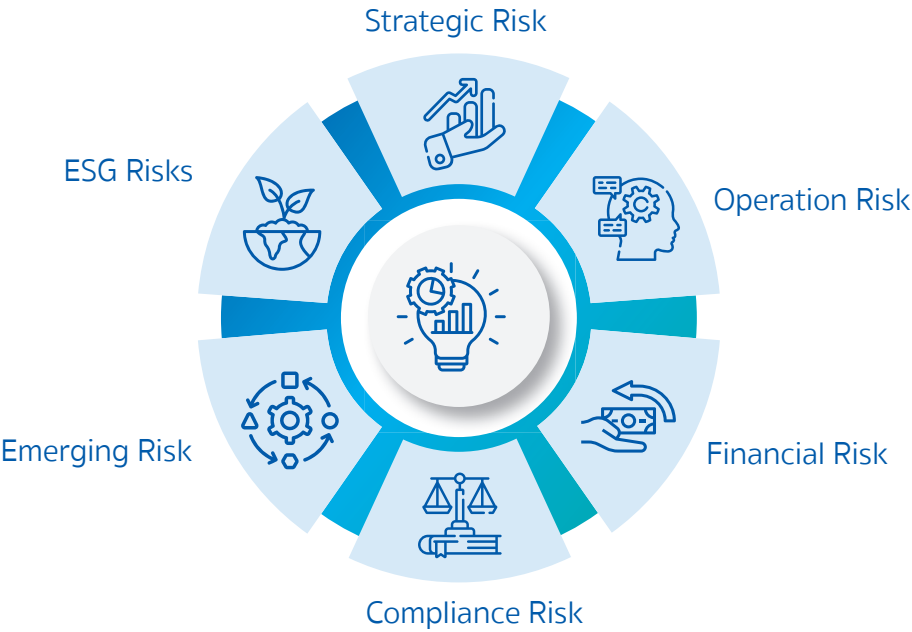 Strategic Risk
ESG Risks
Operation Risk
Emerging Risk
Financial Risk
Compliance Risk